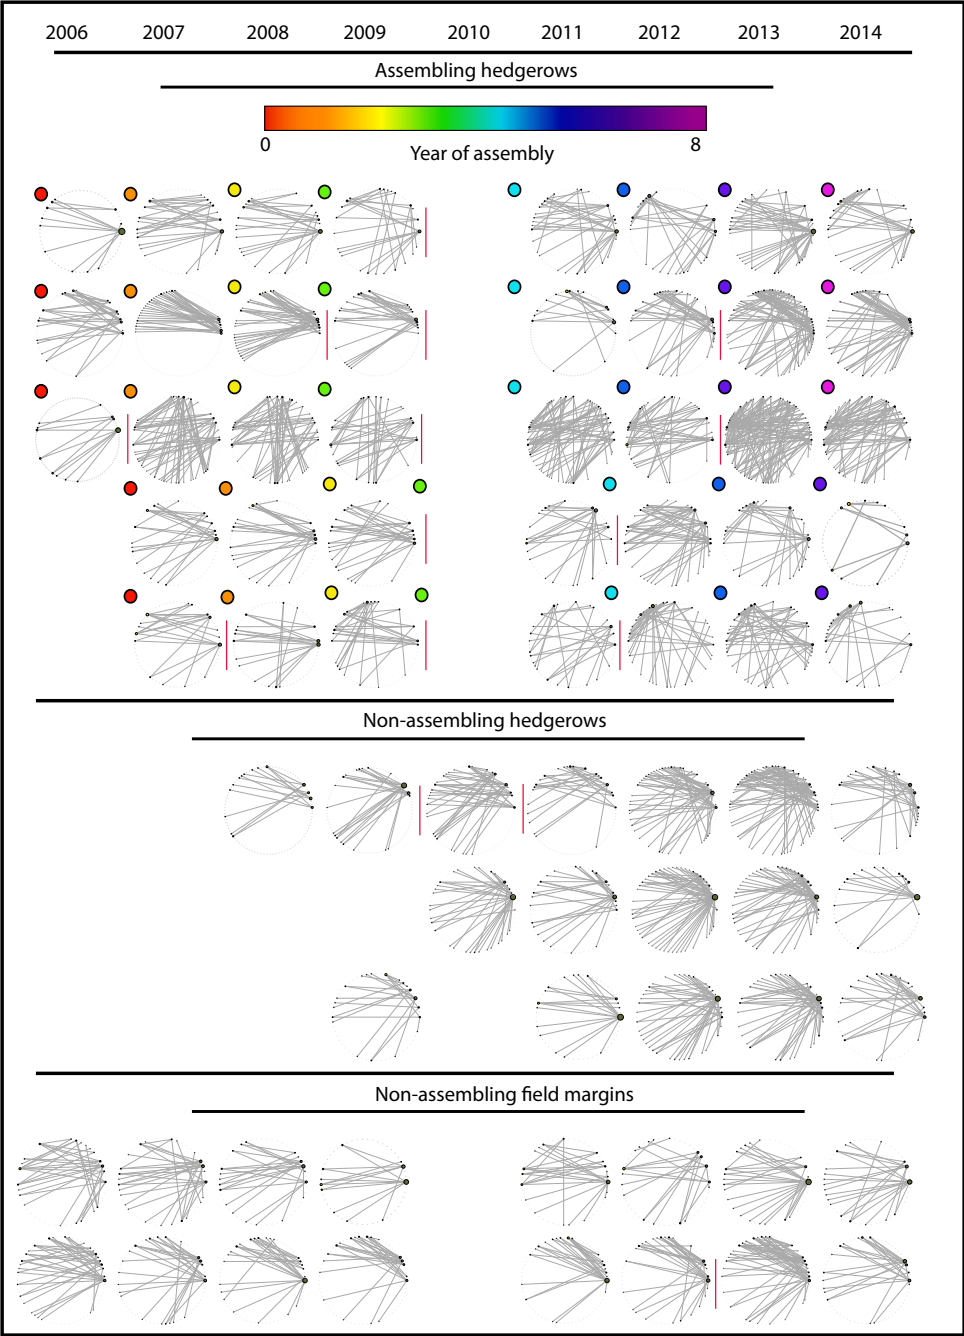 2006 2007 2008 2009 2010 2011 2012 2013 2014
Assembling hedgerows
0 8
Year of assembly
Non-assembling hedgerows
Non-assembling field margins